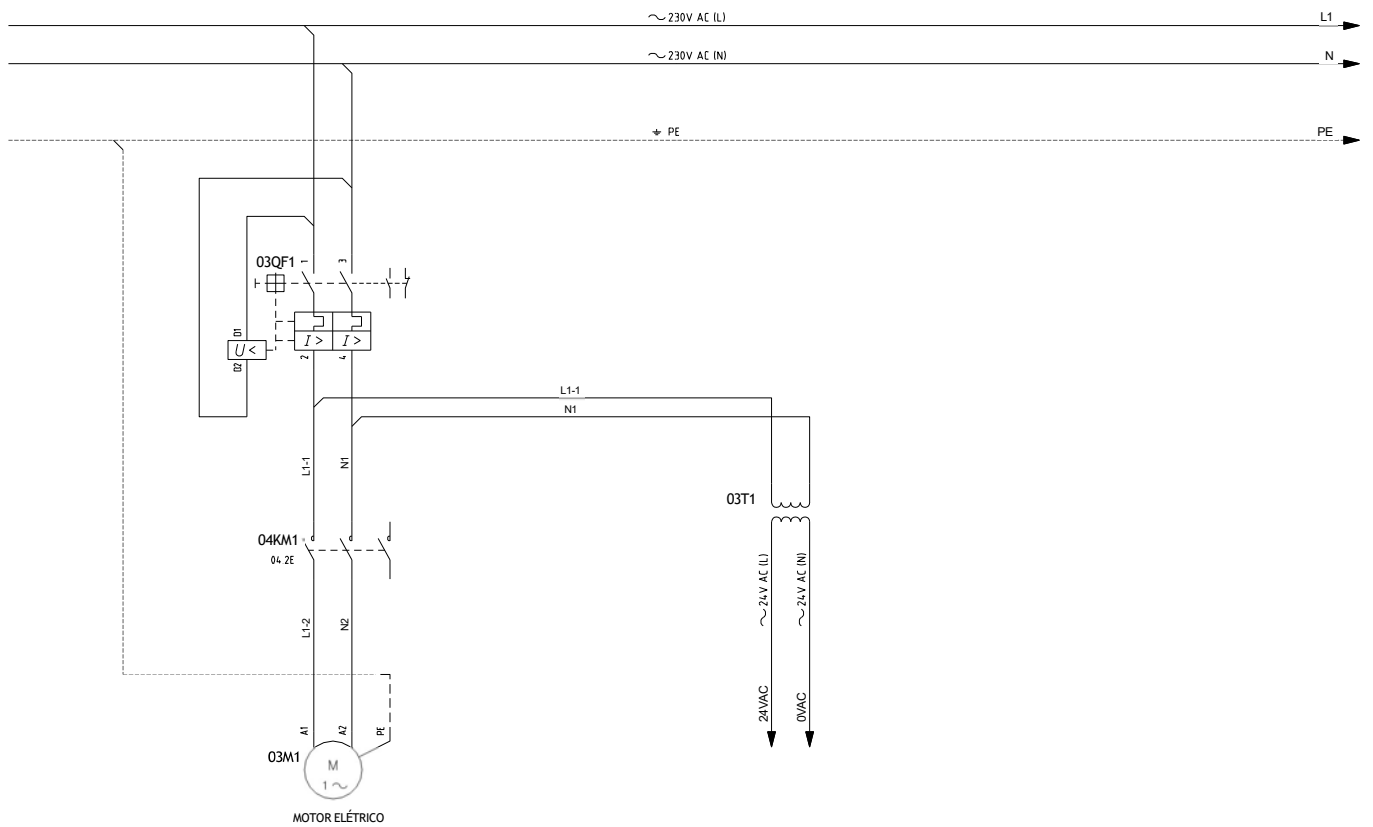 230V AC (L)
L1
230V AC (N)
N
PE
PE
03QF1
1
3
D1
U<
D2
I>
I>
2
4
L1-1
N1
L1-1
N1
03T1
04KM1
04.2E
24V AC (L)
24V AC (N)
L1-2
N2
24VAC
0VAC
A1
A2
PE
03M1
M
1~
MOTOR ELÉTRICO